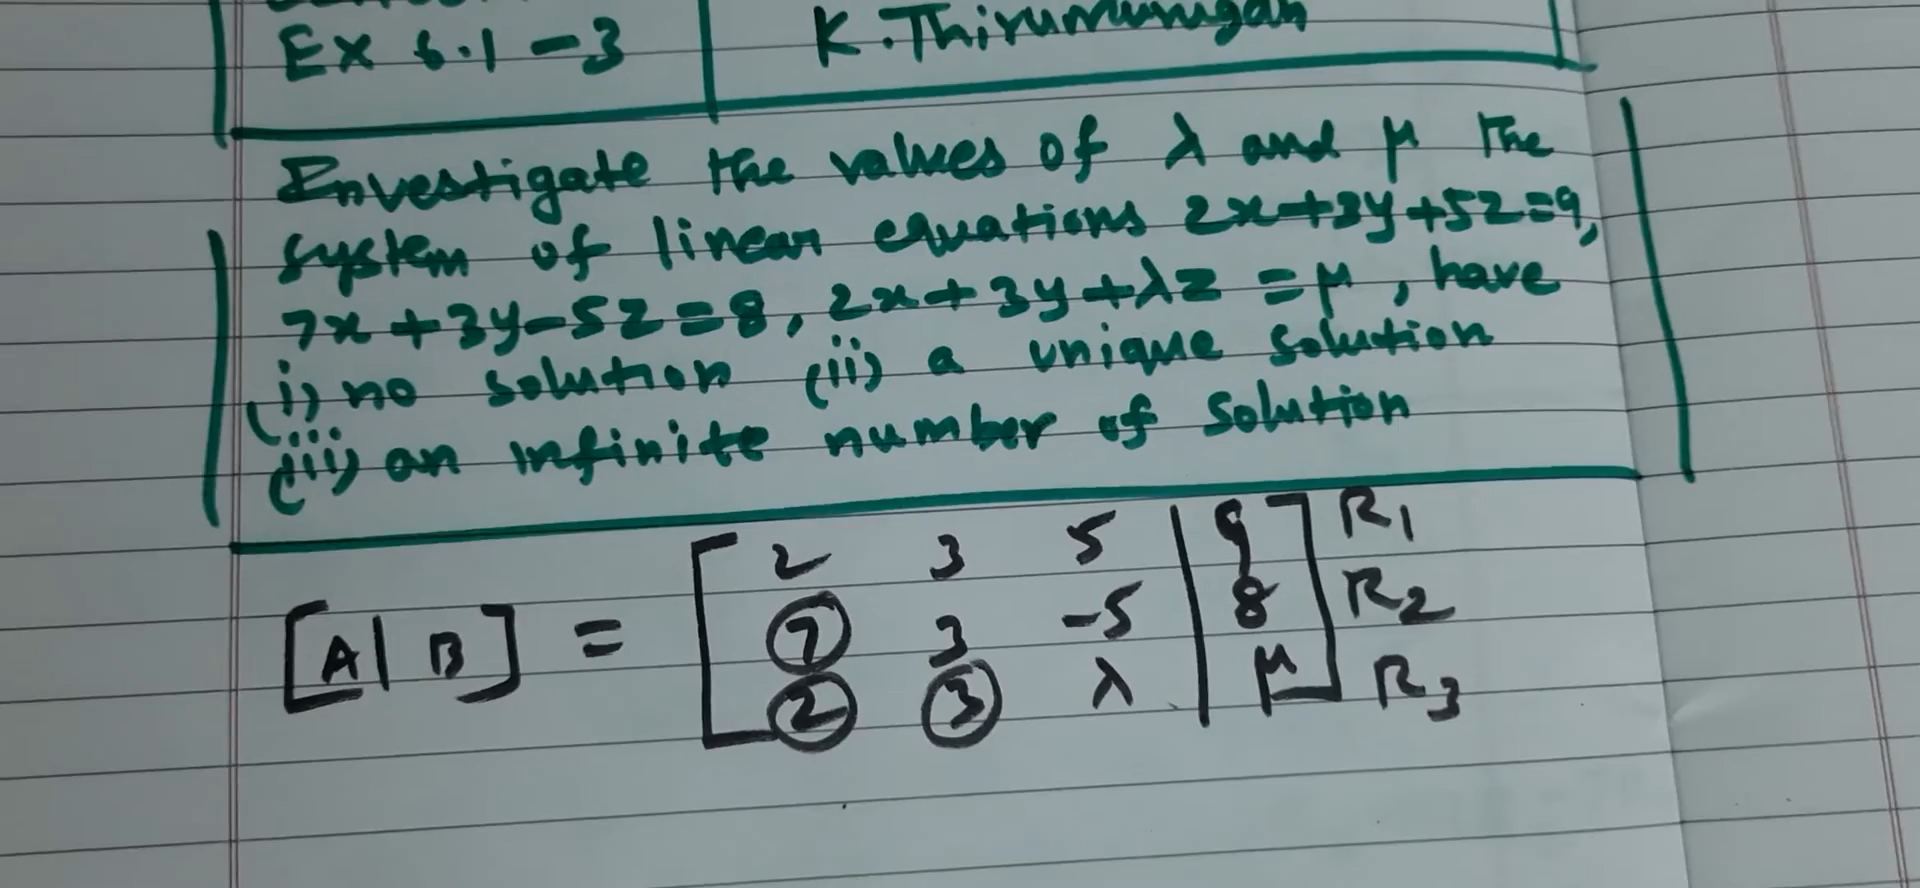 Ex 6.1 - 3
K. Thirumurugan
Investigate the values of λ and μ the
system of linear equations 2x+3y+5z=9,
7x+3y-5z=8, 2x+3y+λz=μ, have
(i) no solution (ii) a unique solution
(iii) an infinite number of solution
[A|B] =
2 3 5 | 9 R1
7 3 -5 | 8 R2
2 3 λ | μ R3